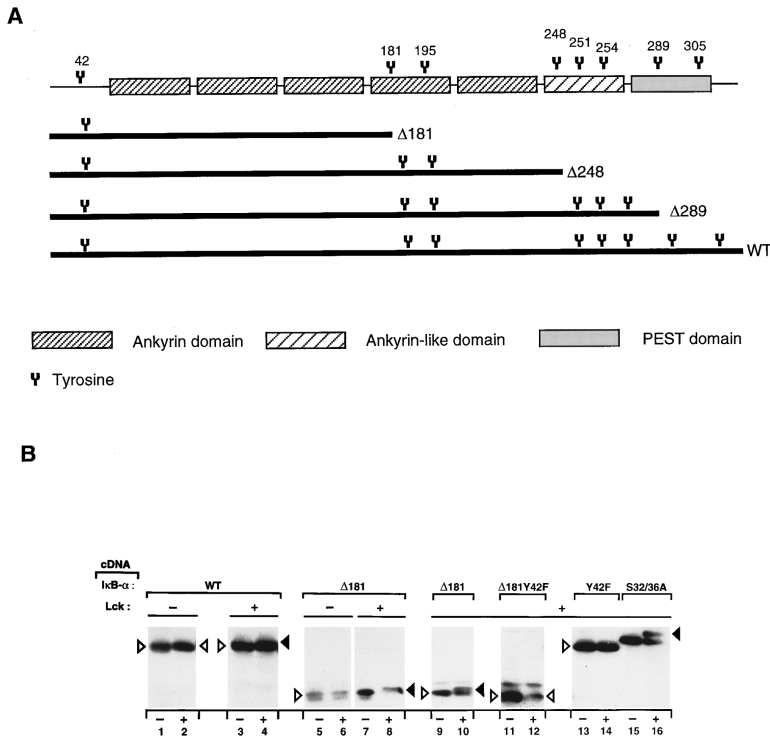 A
42 181 195 248 251 254 289 305
Δ181
Δ248
Δ289
WT
Ankyrin domain Ankyrin-like domain PEST domain
Tyrosine
B
cDNA
IκB-α : WT Δ181 Δ181 Δ181Y42F Y42F S32/36A
Lck : − + − + +
− + − + − + − + − + − + − + − +
1 2 3 4 5 6 7 8 9 10 11 12 13 14 15 16